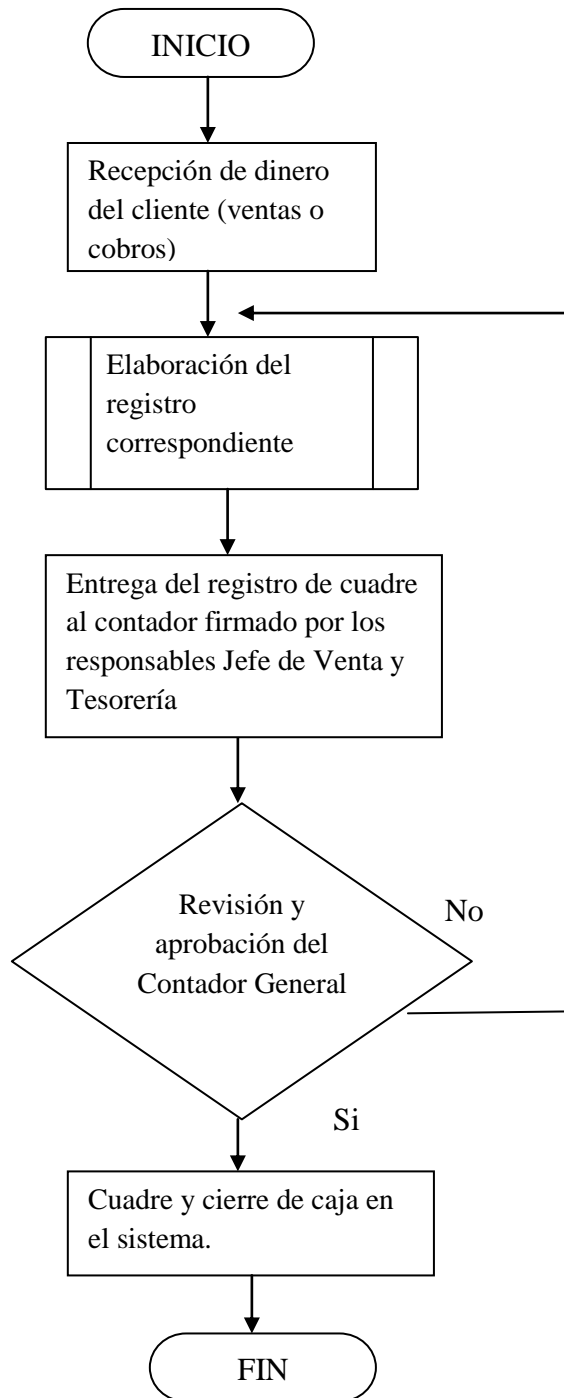 INICIO
Recepción de dinero
del cliente (ventas o
cobros)
Elaboración del
registro
correspondiente
Entrega del registro de cuadre
al contador firmado por los
responsables Jefe de Venta y
Tesorería
Revisión y
aprobación del
Contador General
No
Si
Cuadre y cierre de caja en
el sistema.
FIN